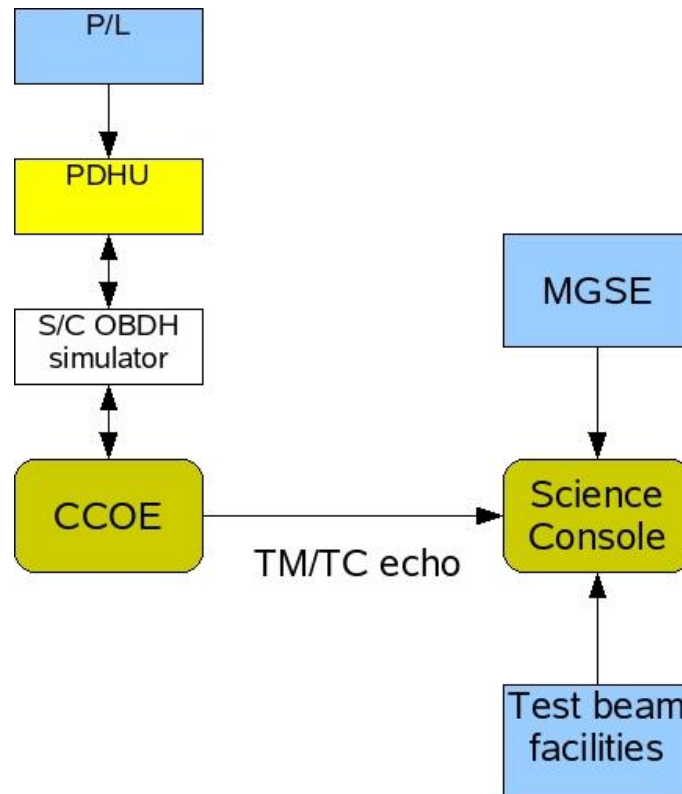 P/L
PDHU
S/C OBDH
simulator
CCOE
TM/TC echo
MGSE
Science
Console
Test beam
facilities